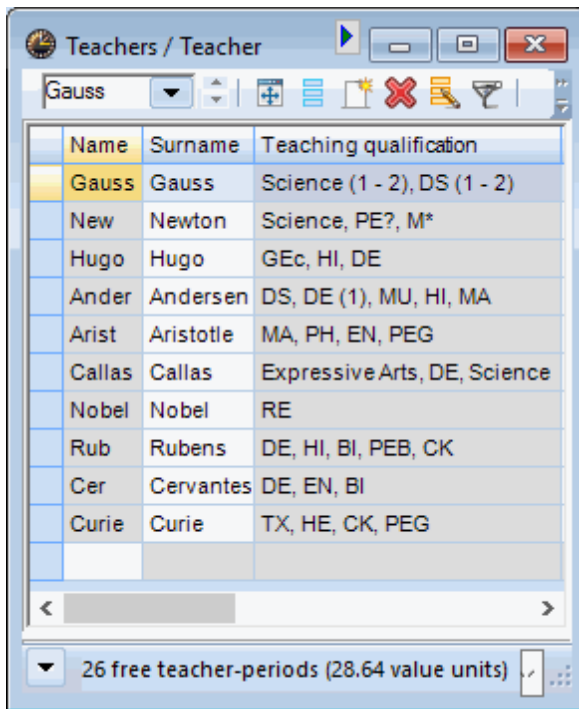 Teachers / Teacher
Gauss
Name Surname Teaching qualification
Gauss Gauss Science (1 - 2), DS (1 - 2)
New Newton Science, PE?, M*
Hugo Hugo GEc, HI, DE
Ander Andersen DS, DE (1), MU, HI, MA
Arist Aristotle MA, PH, EN, PEG
Callas Callas Expressive Arts, DE, Science
Nobel Nobel RE
Rub Rubens DE, HI, BI, PEB, CK
Cer Cervantes DE, EN, BI
Curie Curie TX, HE, CK, PEG
26 free teacher-periods (28.64 value units)